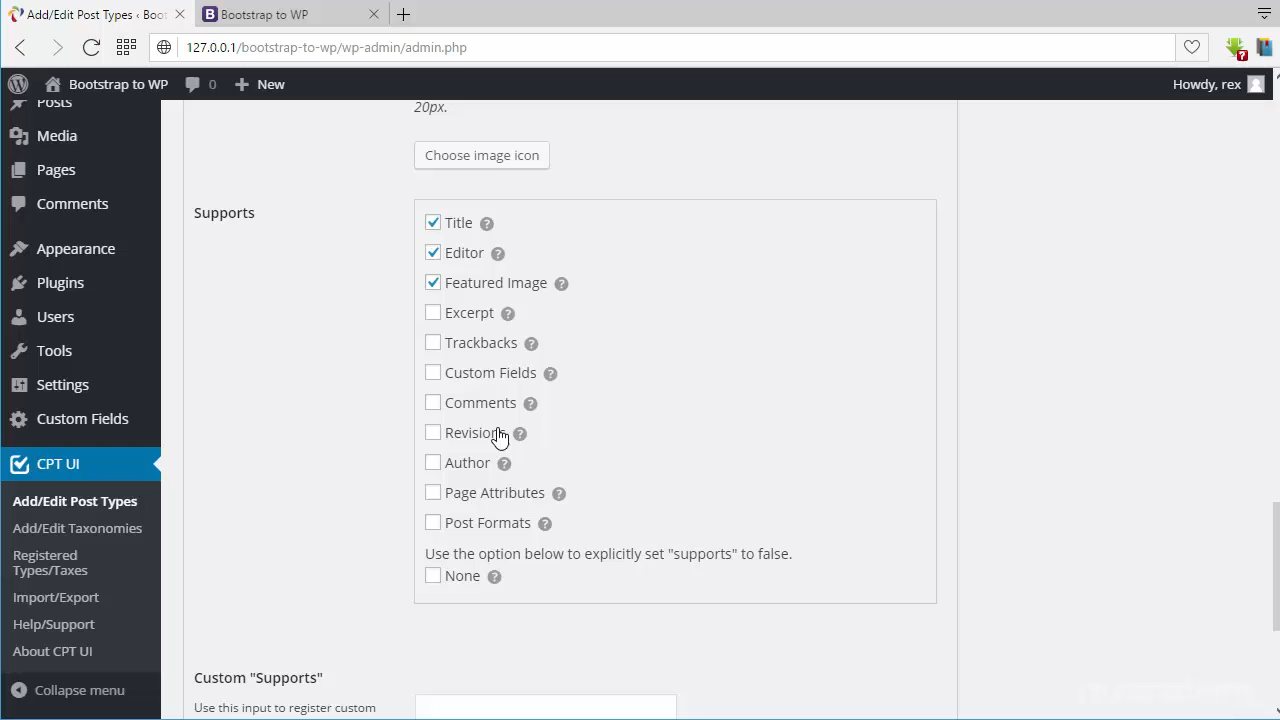 Add/Edit Post Types ‹ Boot
Bootstrap to WP
127.0.0.1/bootstrap-to-wp/wp-admin/admin.php
Bootstrap to WP
0
New
Howdy, rex
Posts
Media
Pages
Comments
Appearance
Plugins
Users
Tools
Settings
Custom Fields
CPT UI
Add/Edit Post Types
Add/Edit Taxonomies
Registered
Types/Taxes
Import/Export
Help/Support
About CPT UI
Collapse menu
20px.
Choose image icon
Supports
Title
Editor
Featured Image
Excerpt
Trackbacks
Custom Fields
Comments
Revisions
Author
Page Attributes
Post Formats
Use the option below to explicitly set "supports" to false.
None
Custom "Supports"
Use this input to register custom